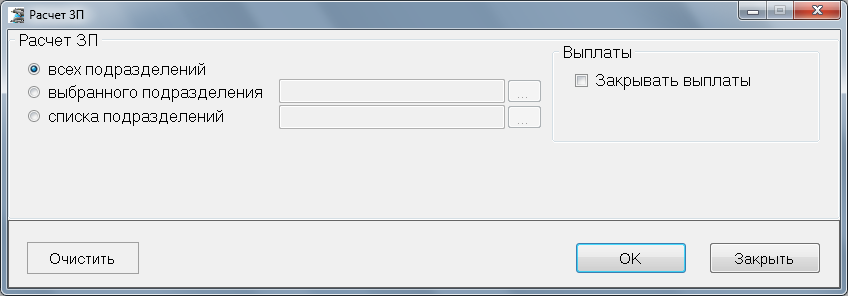 Расчет ЗП
Расчет ЗП
всех подразделений
выбранного подразделения ...
списка подразделений ...
Выплаты
Закрывать выплаты
Очистить OK Закрыть